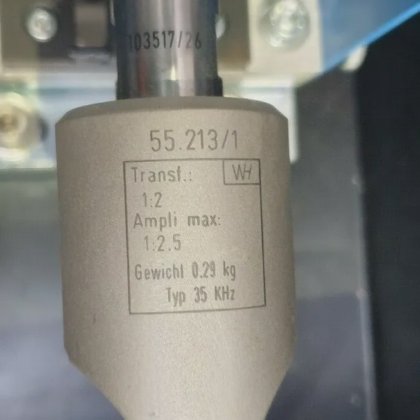 103517/26
55.213/1
Transf.: WH
1:2
Ampli max:
1:2.5
Gewicht 0.29 kg
Typ 35 KHz